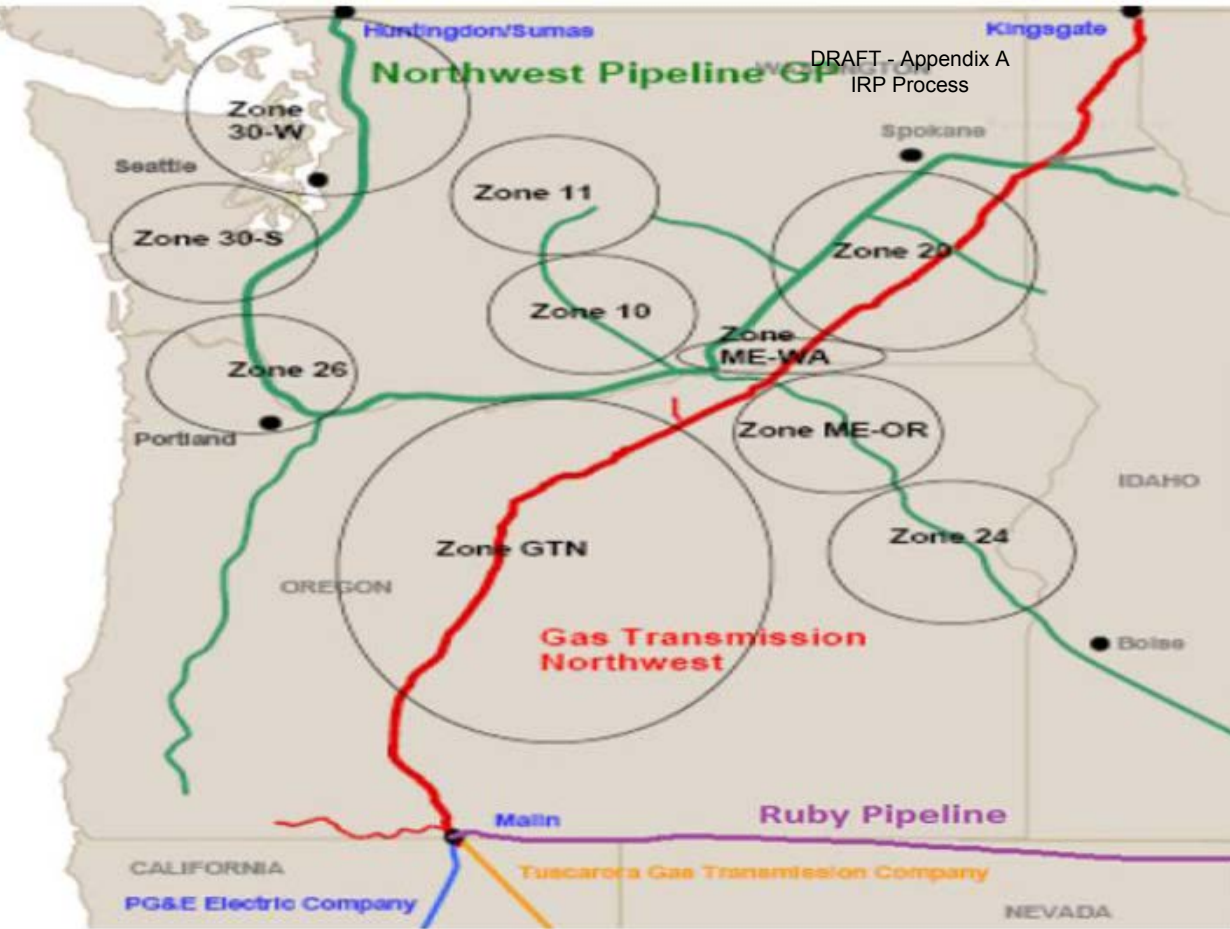 Huntingdon/Sumas
Kingsgate
Northwest Pipeline GP
WASHINGTON
DRAFT - Appendix A
IRP Process
Zone
30-W
Spokane
Seattle
Zone 11
Zone 30-S
Zone 20
Zone 10
Zone
ME-WA
Zone 26
Portland
Zone ME-OR
IDAHO
Zone 24
Zone GTN
OREGON
Gas Transmission
Northwest
Boise
Malin
Ruby Pipeline
CALIFORNIA
Tuscarora Gas Transmission Company
PG&E Electric Company
NEVADA